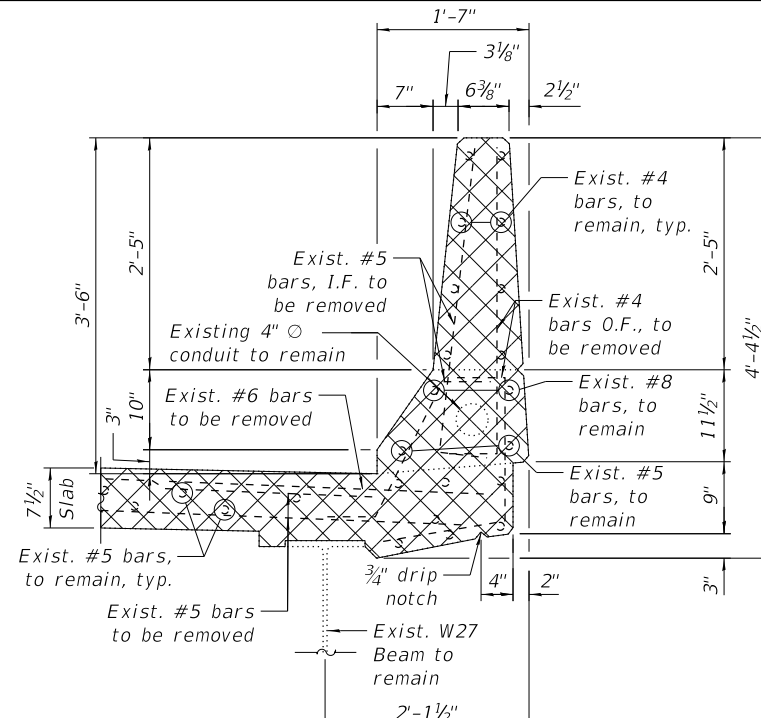 1'-7"
3⅛"
7"
6⅜"
2½"
Exist. #4
bars, to
remain, typ.
2'-5"
2'-5"
3'-6"
Exist. #5
bars, I.F. to
be removed
Exist. #4
bars O.F., to
be removed
4'-4½"
Existing 4" ∅
conduit to remain
Exist. #6 bars
to be removed
Exist. #8
bars, to
remain
3"
10"
11½"
7½"
Slab
Exist. #5
bars, to
remain
9"
Exist. #5 bars,
to remain, typ.
¾" drip
notch
4"
2"
3"
Exist. #5 bars
to be removed
Exist. W27
Beam to
remain
2'-1½"